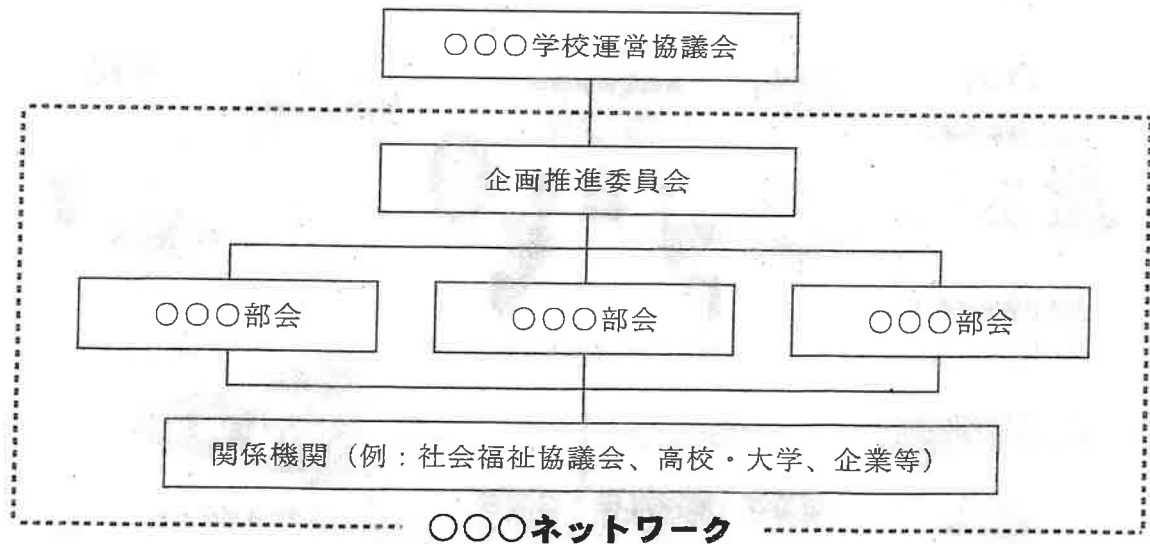 ○○○学校運営協議会
企画推進委員会
○○○部会
○○○部会
○○○部会
関係機関（例：社会福祉協議会、高校・大学、企業等）
○○○ネットワーク